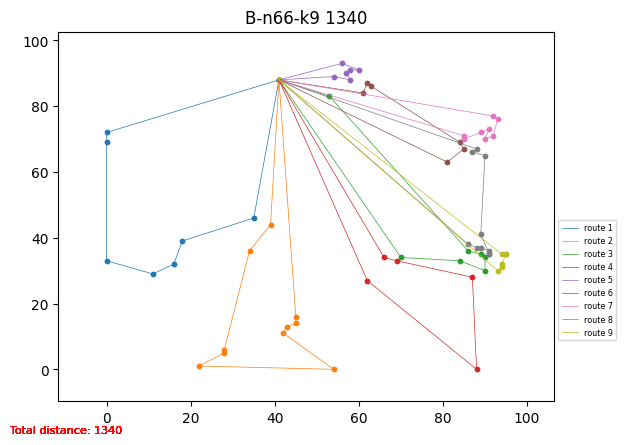 B-n66-k9 1340
100
80
60
40
20
0
0 20 40 60 80 100
route 1
route 2
route 3
route 4
route 5
route 6
route 7
route 8
route 9
Total distance: 1340